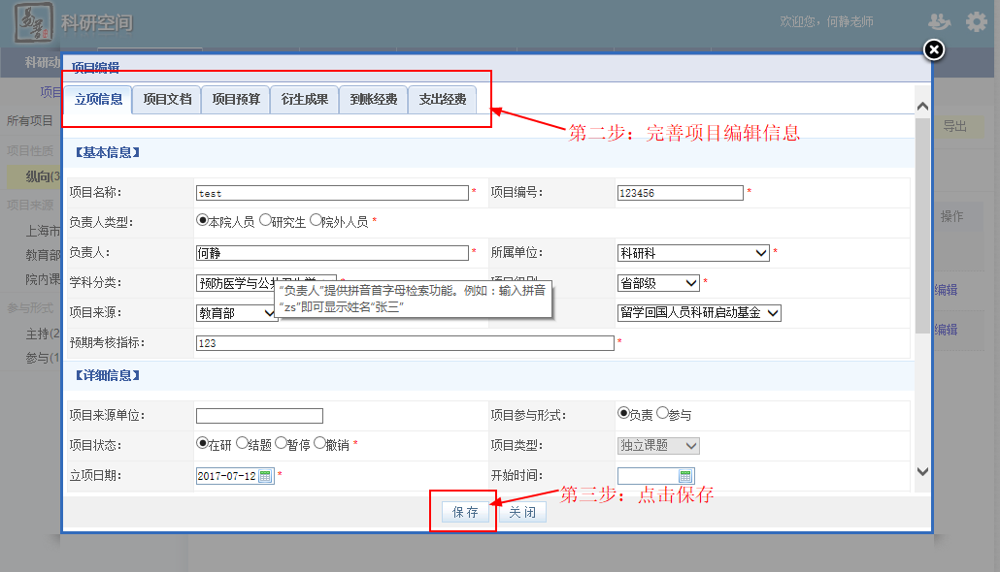 科研空间
欢迎您，何静老师
科研动
项目编辑
项目
立项信息 项目文档 项目预算 衍生成果 到账经费 支出经费
所有项目
导出
第二步：完善项目编辑信息
项目性质
【基本信息】
纵向(3
项目名称: test * 项目编号: 123456 *
项目来源
操作
负责人类型: 本院人员 研究生 院外人员 *
上海市
负责人: 何静 * 所属单位: 科研科 *
教育部
学科分类: 预防医学与公共卫生学 * 项目级别: 省部级 *
院内课
编辑
"负责人"提供拼音首字母检索功能。例如：输入拼音
"zs"即可显示姓名"张三"
参与形式
项目来源: 教育部 留学回国人员科研启动基金
主持(2
编辑
预期考核指标: 123 *
参与(1
【详细信息】
项目来源单位: 项目参与形式: 负责 参与
项目状态: 在研 结题 暂停 撤销 * 项目类型: 独立课题
立项日期: 2017-07-12 * 开始时间:
第三步：点击保存
保存 关闭